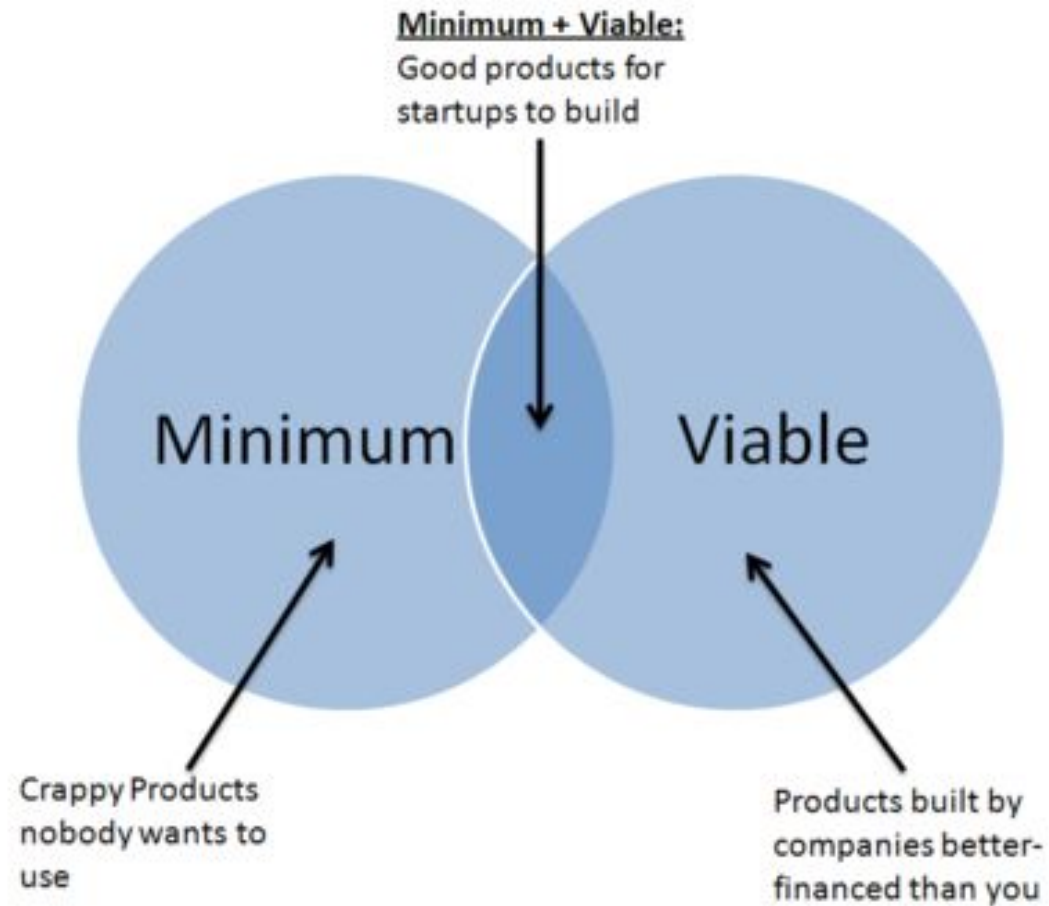 Minimum + Viable:
Good products for
startups to build
Minimum
Viable
Crappy Products
nobody wants to
use
Products built by
companies better-
financed than you